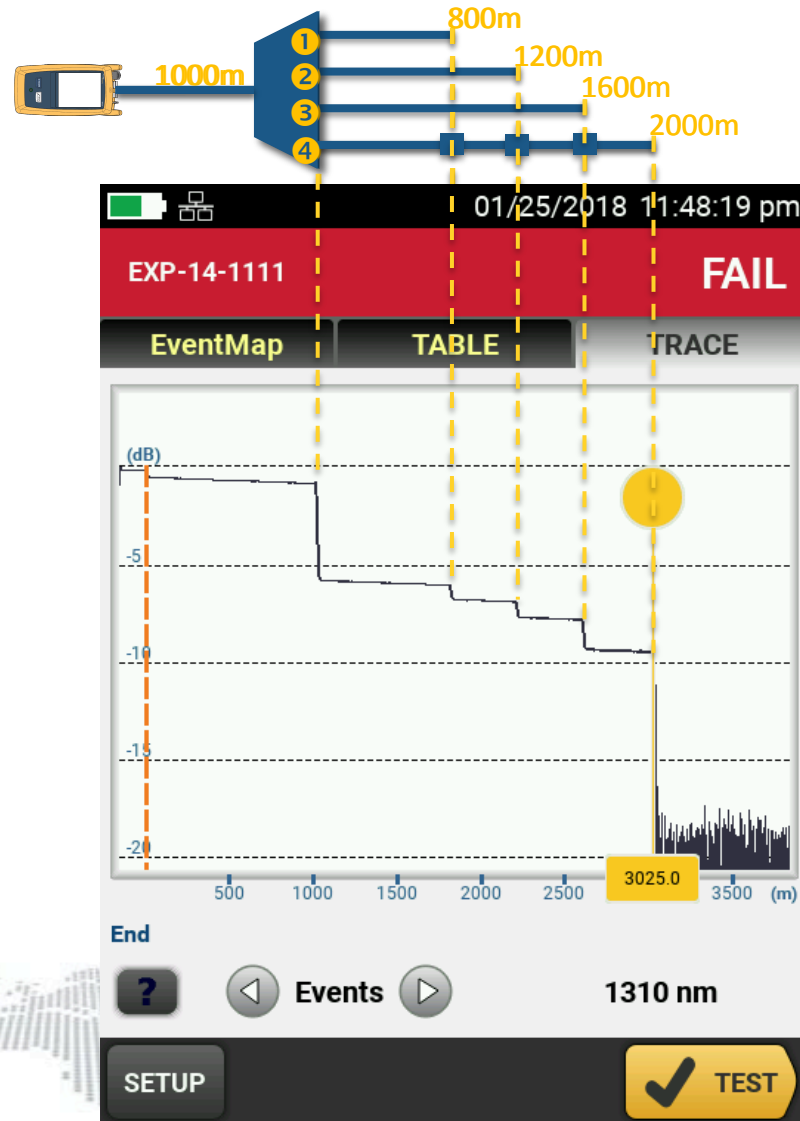 800m
1000m
1
1200m
2
1600m
3
2000m
4
01/25/2018 11:48:19 pm
EXP-14-1111
FAIL
EventMap
TABLE
TRACE
(dB)
-5
-10
-15
-20
3025.0
500
1000
1500
2000
2500
3500
(m)
End
?
Events
1310 nm
SETUP
TEST